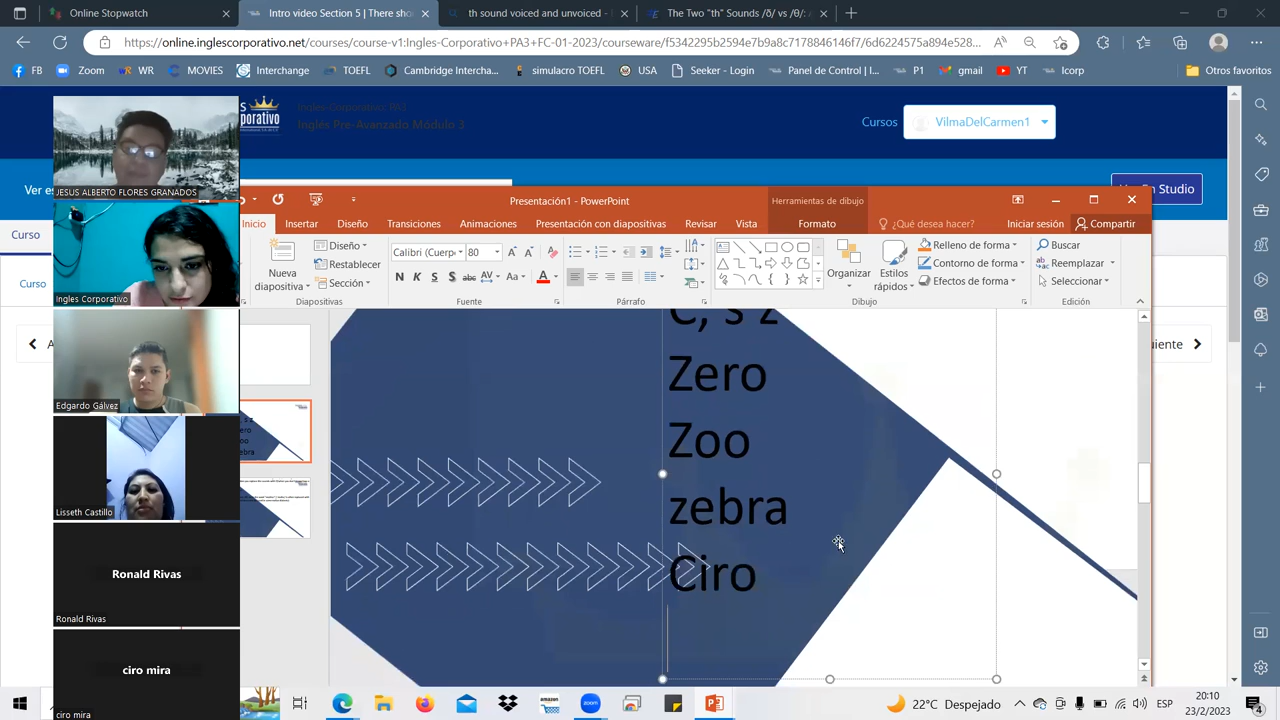 Intro Video Section 5 | There shou
th sound voiced and unvoiced -
The Two "th" Sounds /ð/ vs /θ/:
https://online.inglescorporativo.net/courses/course-v1:Ingles-Corporativo+PA3+FC-01-2023/courseware/f5342295b2594e7b9a8c7178846146f7/6d6224575a894e528...
FB
Zoom
WR
MOVIES
Interchange
TOEFL
Cambridge Intercha...
simulacro TOEFL
USA
Seeker - Login
Panel de Control | I...
P1
gmail
YT
Icorp
Otros favoritos
Ingles-Corporativo: PA3
Inglés Pre-Avanzado Módulo 3
Cursos
VilmaDelCarmen1
En Studio
Curso
Curso
Presentación1 - PowerPoint
Herramientas de dibujo
Inicio
Insertar
Diseño
Transiciones
Animaciones
Presentación con diapositivas
Revisar
Vista
Formato
¿Qué desea hacer?
Iniciar sesión
Compartir
Nueva diapositiva
Diseño
Restablecer
Sección
Diapositivas
Calibri (Cuerp
80
Fuente
Párrafo
Organizar
Estilos rápidos
Relleno de forma
Contorno de forma
Efectos de forma
Dibujo
Buscar
Reemplazar
Seleccionar
Edición
C, s z
Zero
Zoo
zebra
Ciro
JESUS ALBERTO FLORES GRANADOS
Ingles Corporativo
Edgardo Gálvez
Lisseth Castillo
Ronald Rivas
Ronald Rivas
ciro mira
ciro mira
22°C Despejado
ESP
20:10
23/2/2023